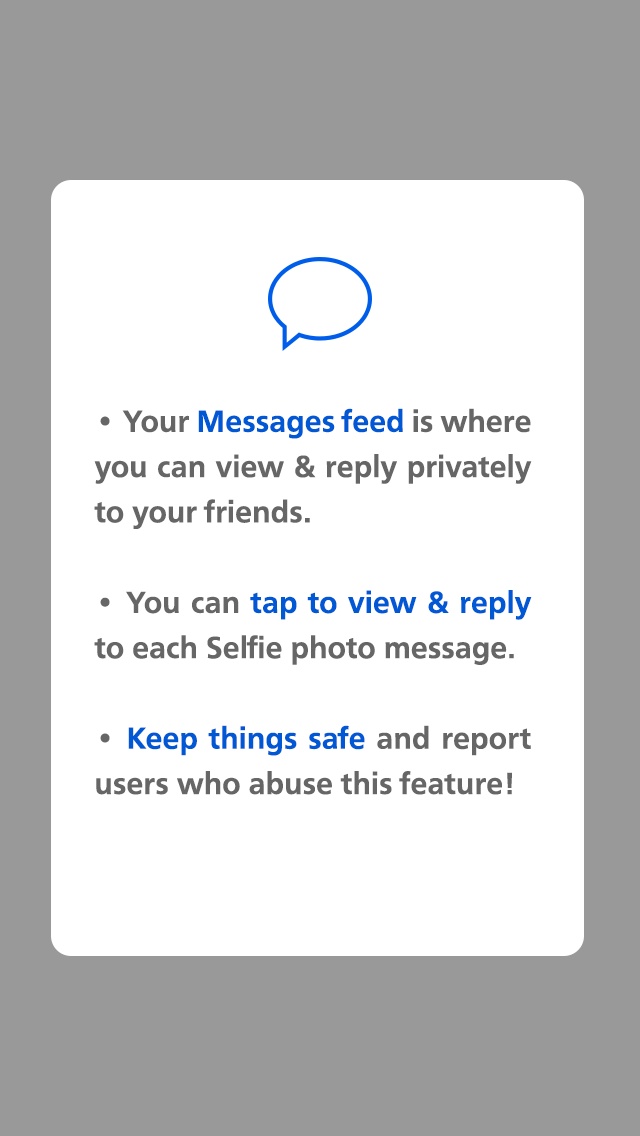 • Your Messages feed is where
you can view & reply privately
to your friends.
• You can tap to view & reply
to each Selfie photo message.
• Keep things safe and report
users who abuse this feature!